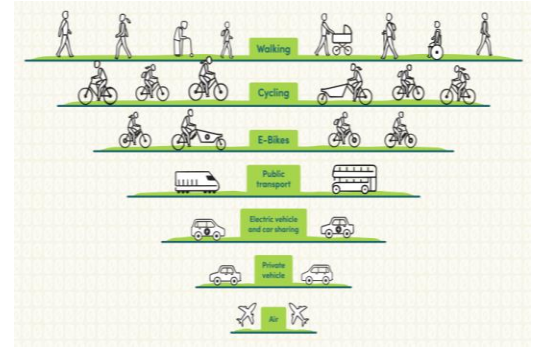 Walking
Cycling
E-Bikes
Public
transport
Electric vehicle
and car sharing
Private
vehicle
Air